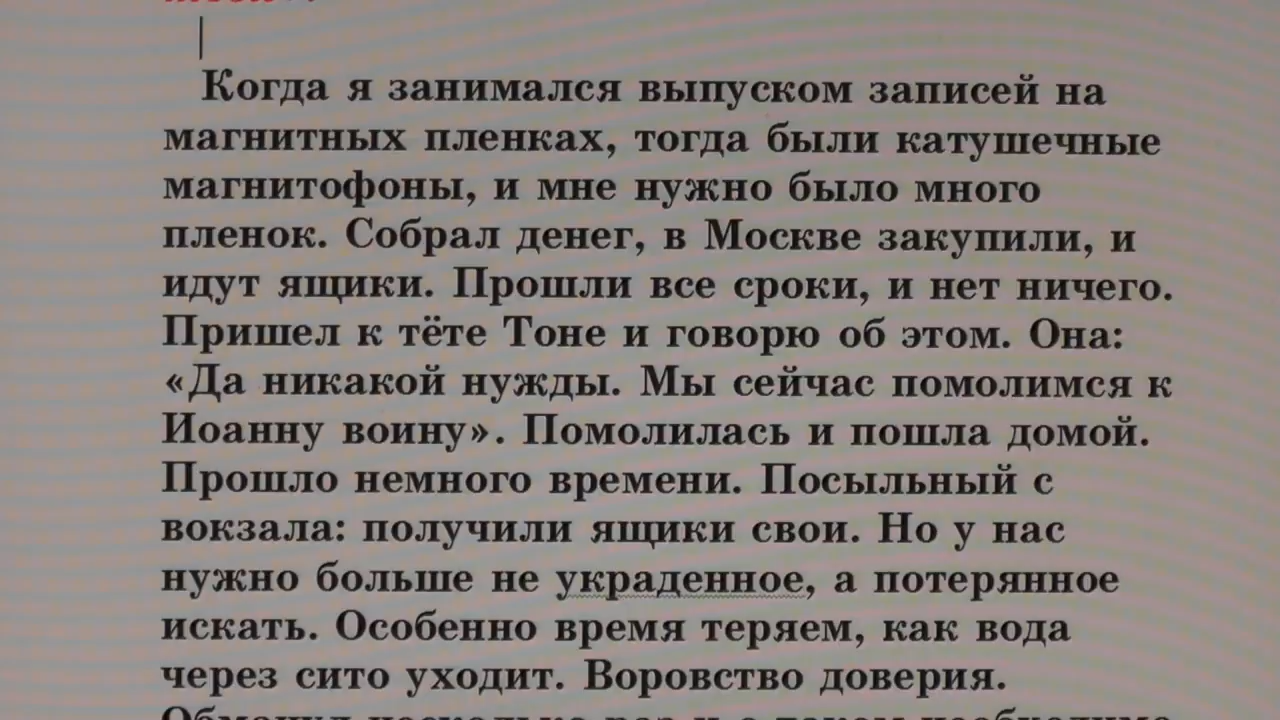 Когда я занимался выпуском записей на
магнитных пленках, тогда были катушечные
магнитофоны, и мне нужно было много
пленок. Собрал денег, в Москве закупили, и
идут ящики. Прошли все сроки, и нет ничего.
Пришел к тёте Тоне и говорю об этом. Она:
«Да никакой нужды. Мы сейчас помолимся к
Иоанну воину». Помолилась и пошла домой.
Прошло немного времени. Посыльный с
вокзала: получили ящики свои. Но у нас
нужно больше не украденное, а потерянное
искать. Особенно время теряем, как вода
через сито уходит. Воровство доверия.